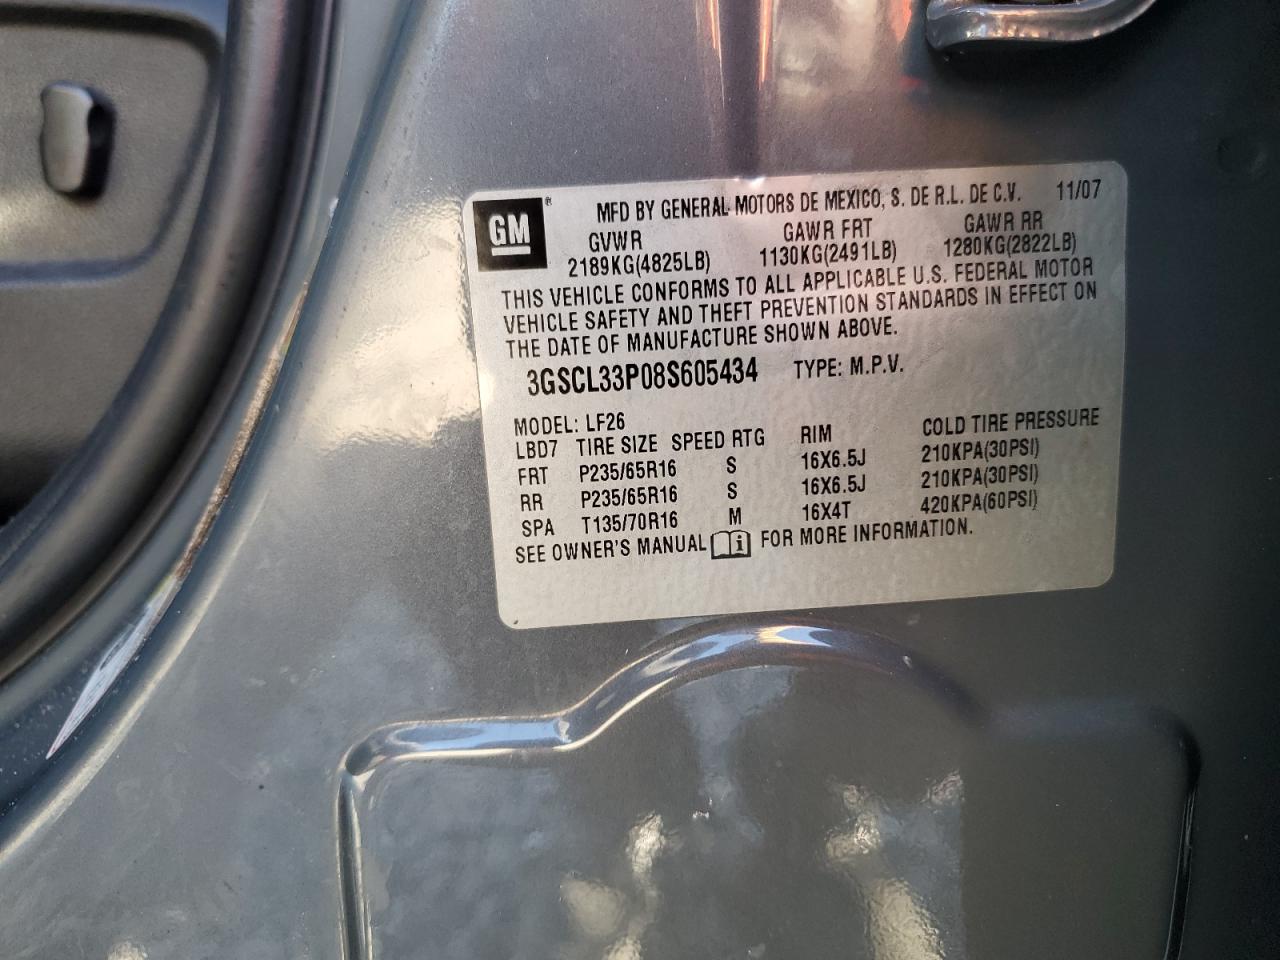 GM ® MFD BY GENERAL MOTORS DE MEXICO, S. DE R.L. DE C.V. 11/07
GVWR GAWR FRT GAWR RR
2189KG(4825LB) 1130KG(2491LB) 1280KG(2822LB)
THIS VEHICLE CONFORMS TO ALL APPLICABLE U.S. FEDERAL MOTOR
VEHICLE SAFETY AND THEFT PREVENTION STANDARDS IN EFFECT ON
THE DATE OF MANUFACTURE SHOWN ABOVE.
3GSCL33P08S605434 TYPE: M.P.V.
MODEL: LF26
LBD7 TIRE SIZE SPEED RTG RIM COLD TIRE PRESSURE
FRT P235/65R16 S 16X6.5J 210KPA(30PSI)
RR P235/65R16 S 16X6.5J 210KPA(30PSI)
SPA T135/70R16 M 16X4T 420KPA(60PSI)
SEE OWNER'S MANUAL i FOR MORE INFORMATION.